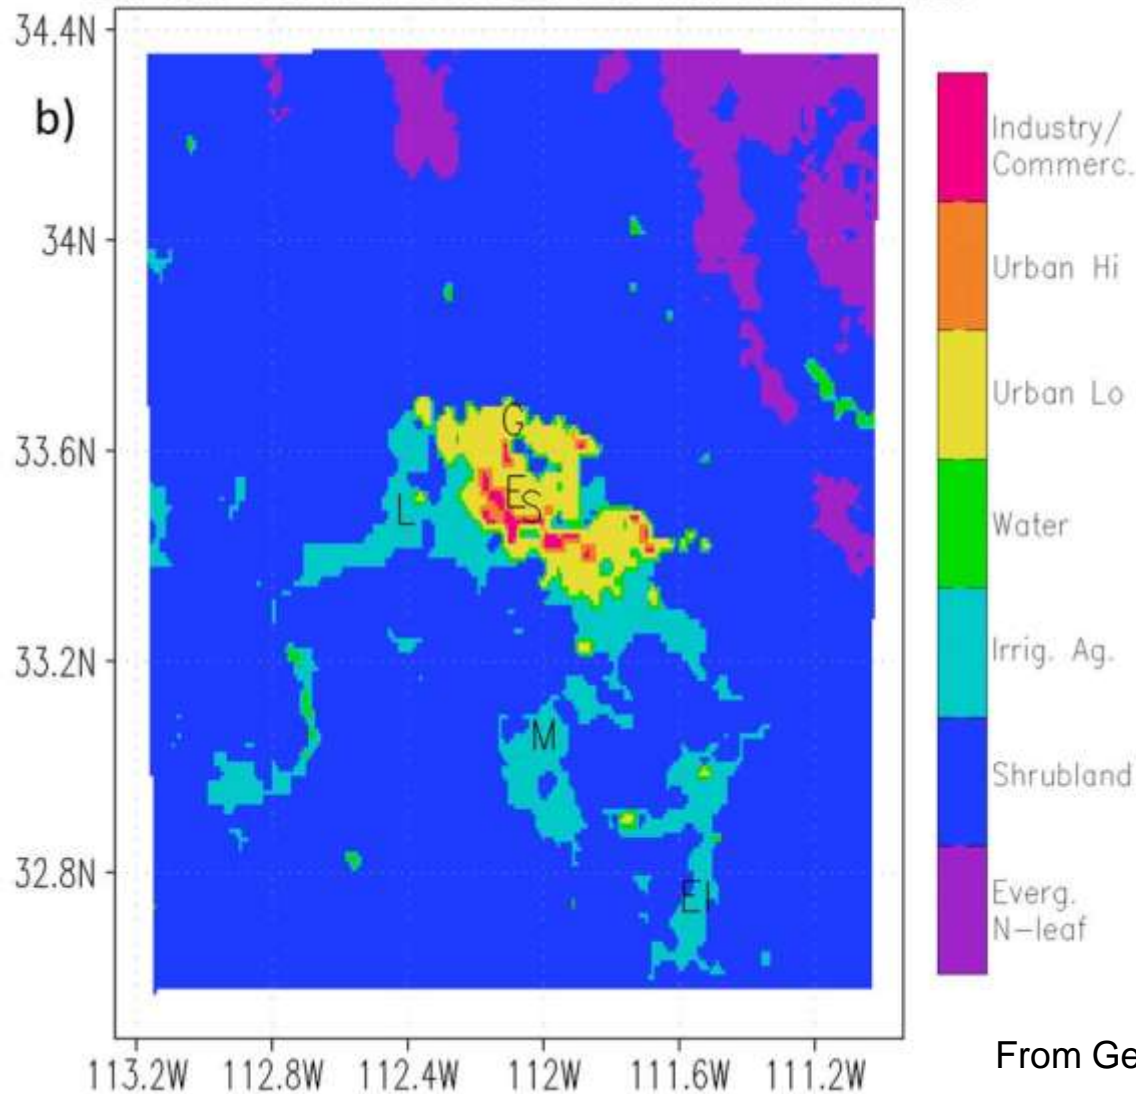 34.4N
b)
34N
33.6N
33.2N
32.8N
113.2W 112.8W 112.4W 112W 111.6W 111.2W
G
E
S
L
M
EI
Industry/
Commerc.
Urban Hi
Urban Lo
Water
Irrig. Ag.
Shrubland
Everg.
N-leaf
From Ge